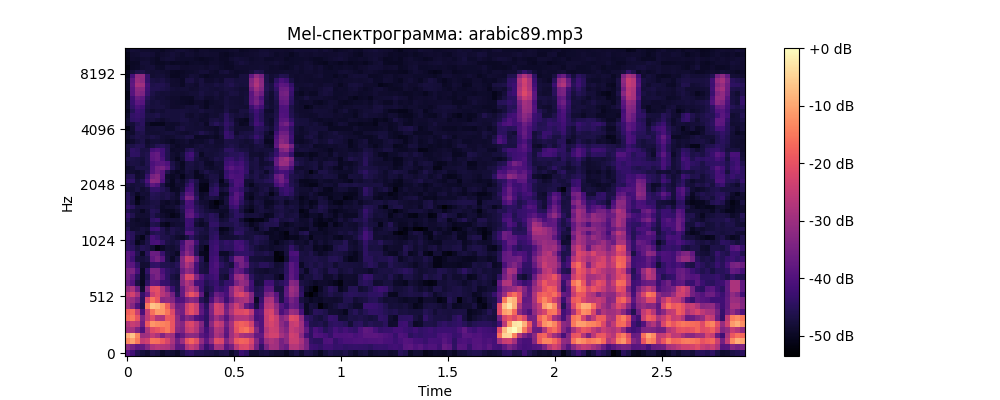 Mel-спектрограмма: arabic89.mp3
8192
4096
2048
1024
512
0
Hz
0 0.5 1 1.5 2 2.5
Time
+0 dB
-10 dB
-20 dB
-30 dB
-40 dB
-50 dB